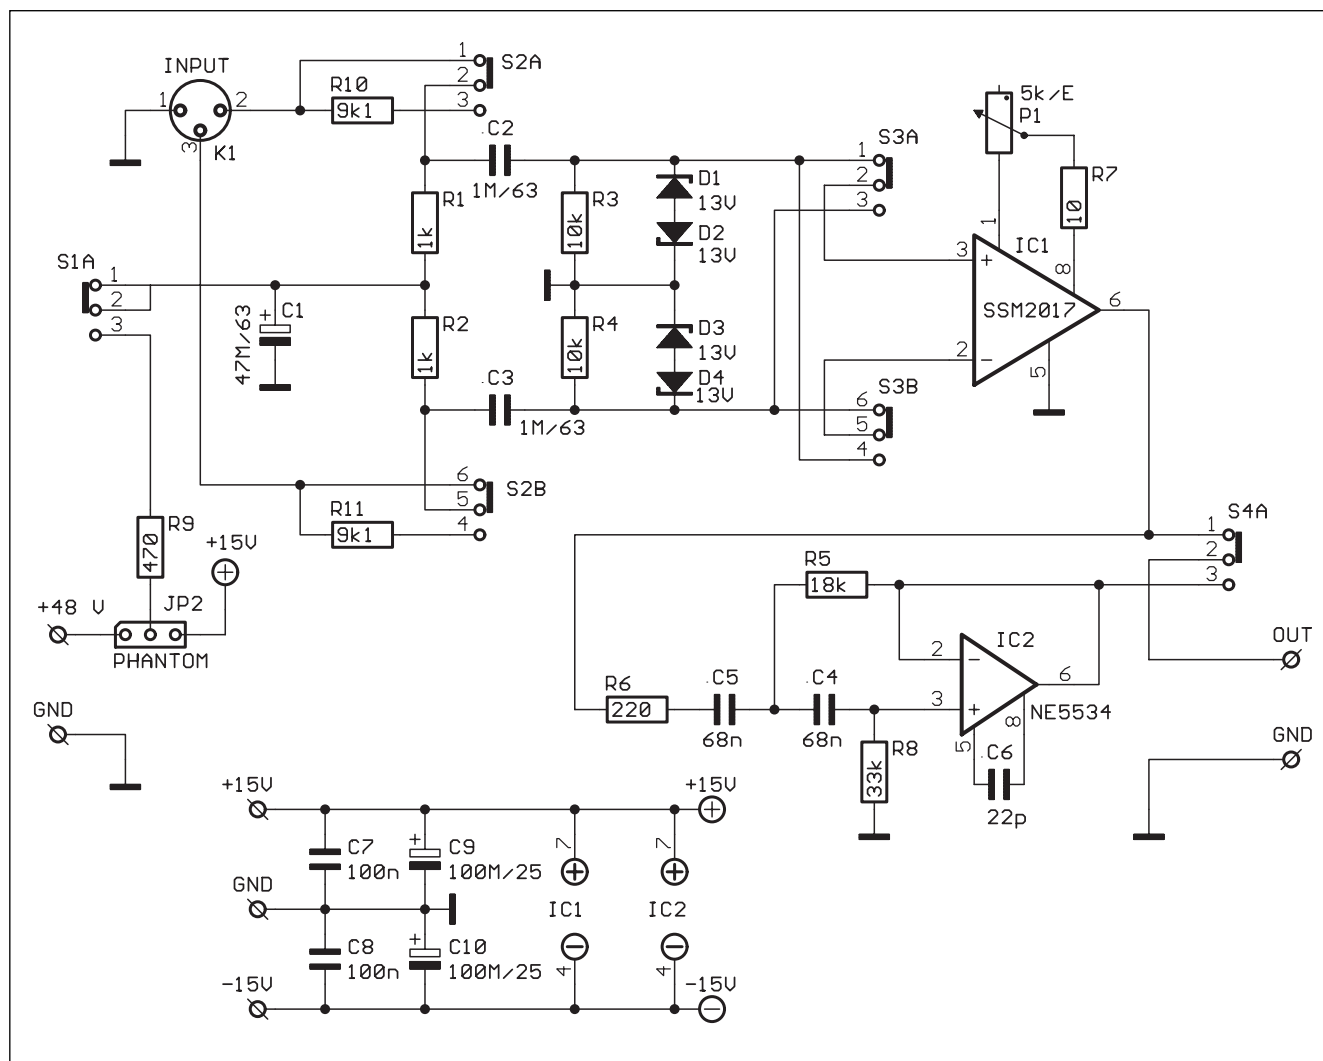 INPUT
1
2
3
K1
R10
9k1
1
2
3
S2A
C2
1M/63
R1
1k
R3
10k
D1
13V
D2
13V
S3A
1
2
3
5k/E
P1
R7
10
1
IC1
8
3
+
SSM2017
6
2
−
5
S1A
1
2
3
+
C1
47M/63
R2
1k
R4
10k
D3
13V
D4
13V
C3
1M/63
S3B
6
5
4
6
5
4
S2B
R11
9k1
R9
470
+15V
+48 V
JP2
PHANTOM
GND
S4A
1
2
3
R5
18k
IC2
2
−
6
3
+
NE5534
8
5
C6
22p
R6
220
C5
68n
C4
68n
R8
33k
OUT
GND
+15V
+15V
C7
100n
+
C9
100M/25
7
7
GND
IC1
IC2
C8
100n
+
C10
100M/25
4
4
-15V
-15V